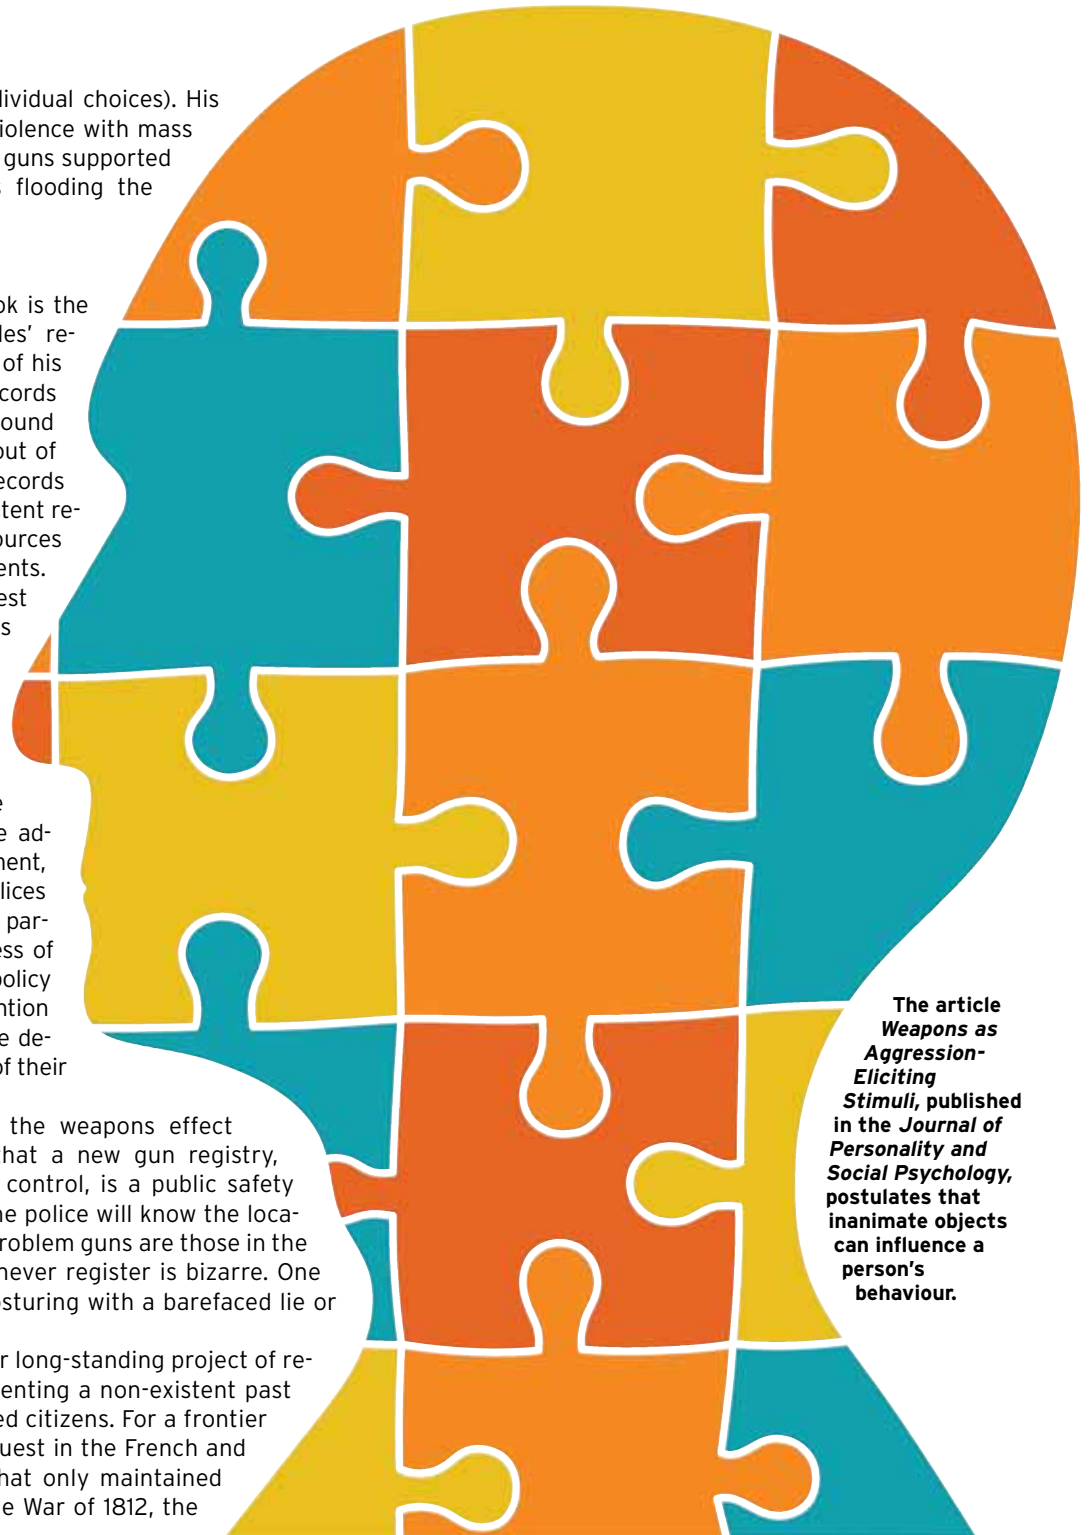 dividual choices). His
iolence with mass
guns supported
flooding the
ok is the
les’ re-
of his
cords
ound
out of
ecords
tent re-
ources
ents.
est
s
e
e ad-
nent,
lices
par-
ess of
policy
ntion
e de-
of their
the weapons effect
that a new gun registry,
control, is a public safety
ne police will know the loca-
roblem guns are those in the
never register is bizarre. One
osturing with a barefaced lie or
r long-standing project of re-
enting a non-existent past
ed citizens. For a frontier
uest in the French and
hat only maintained
e War of 1812, the
The article
Weapons as
Aggression-
Eliciting
Stimuli, published
in the Journal of
Personality and
Social Psychology,
postulates that
inanimate objects
can influence a
person’s
behaviour.